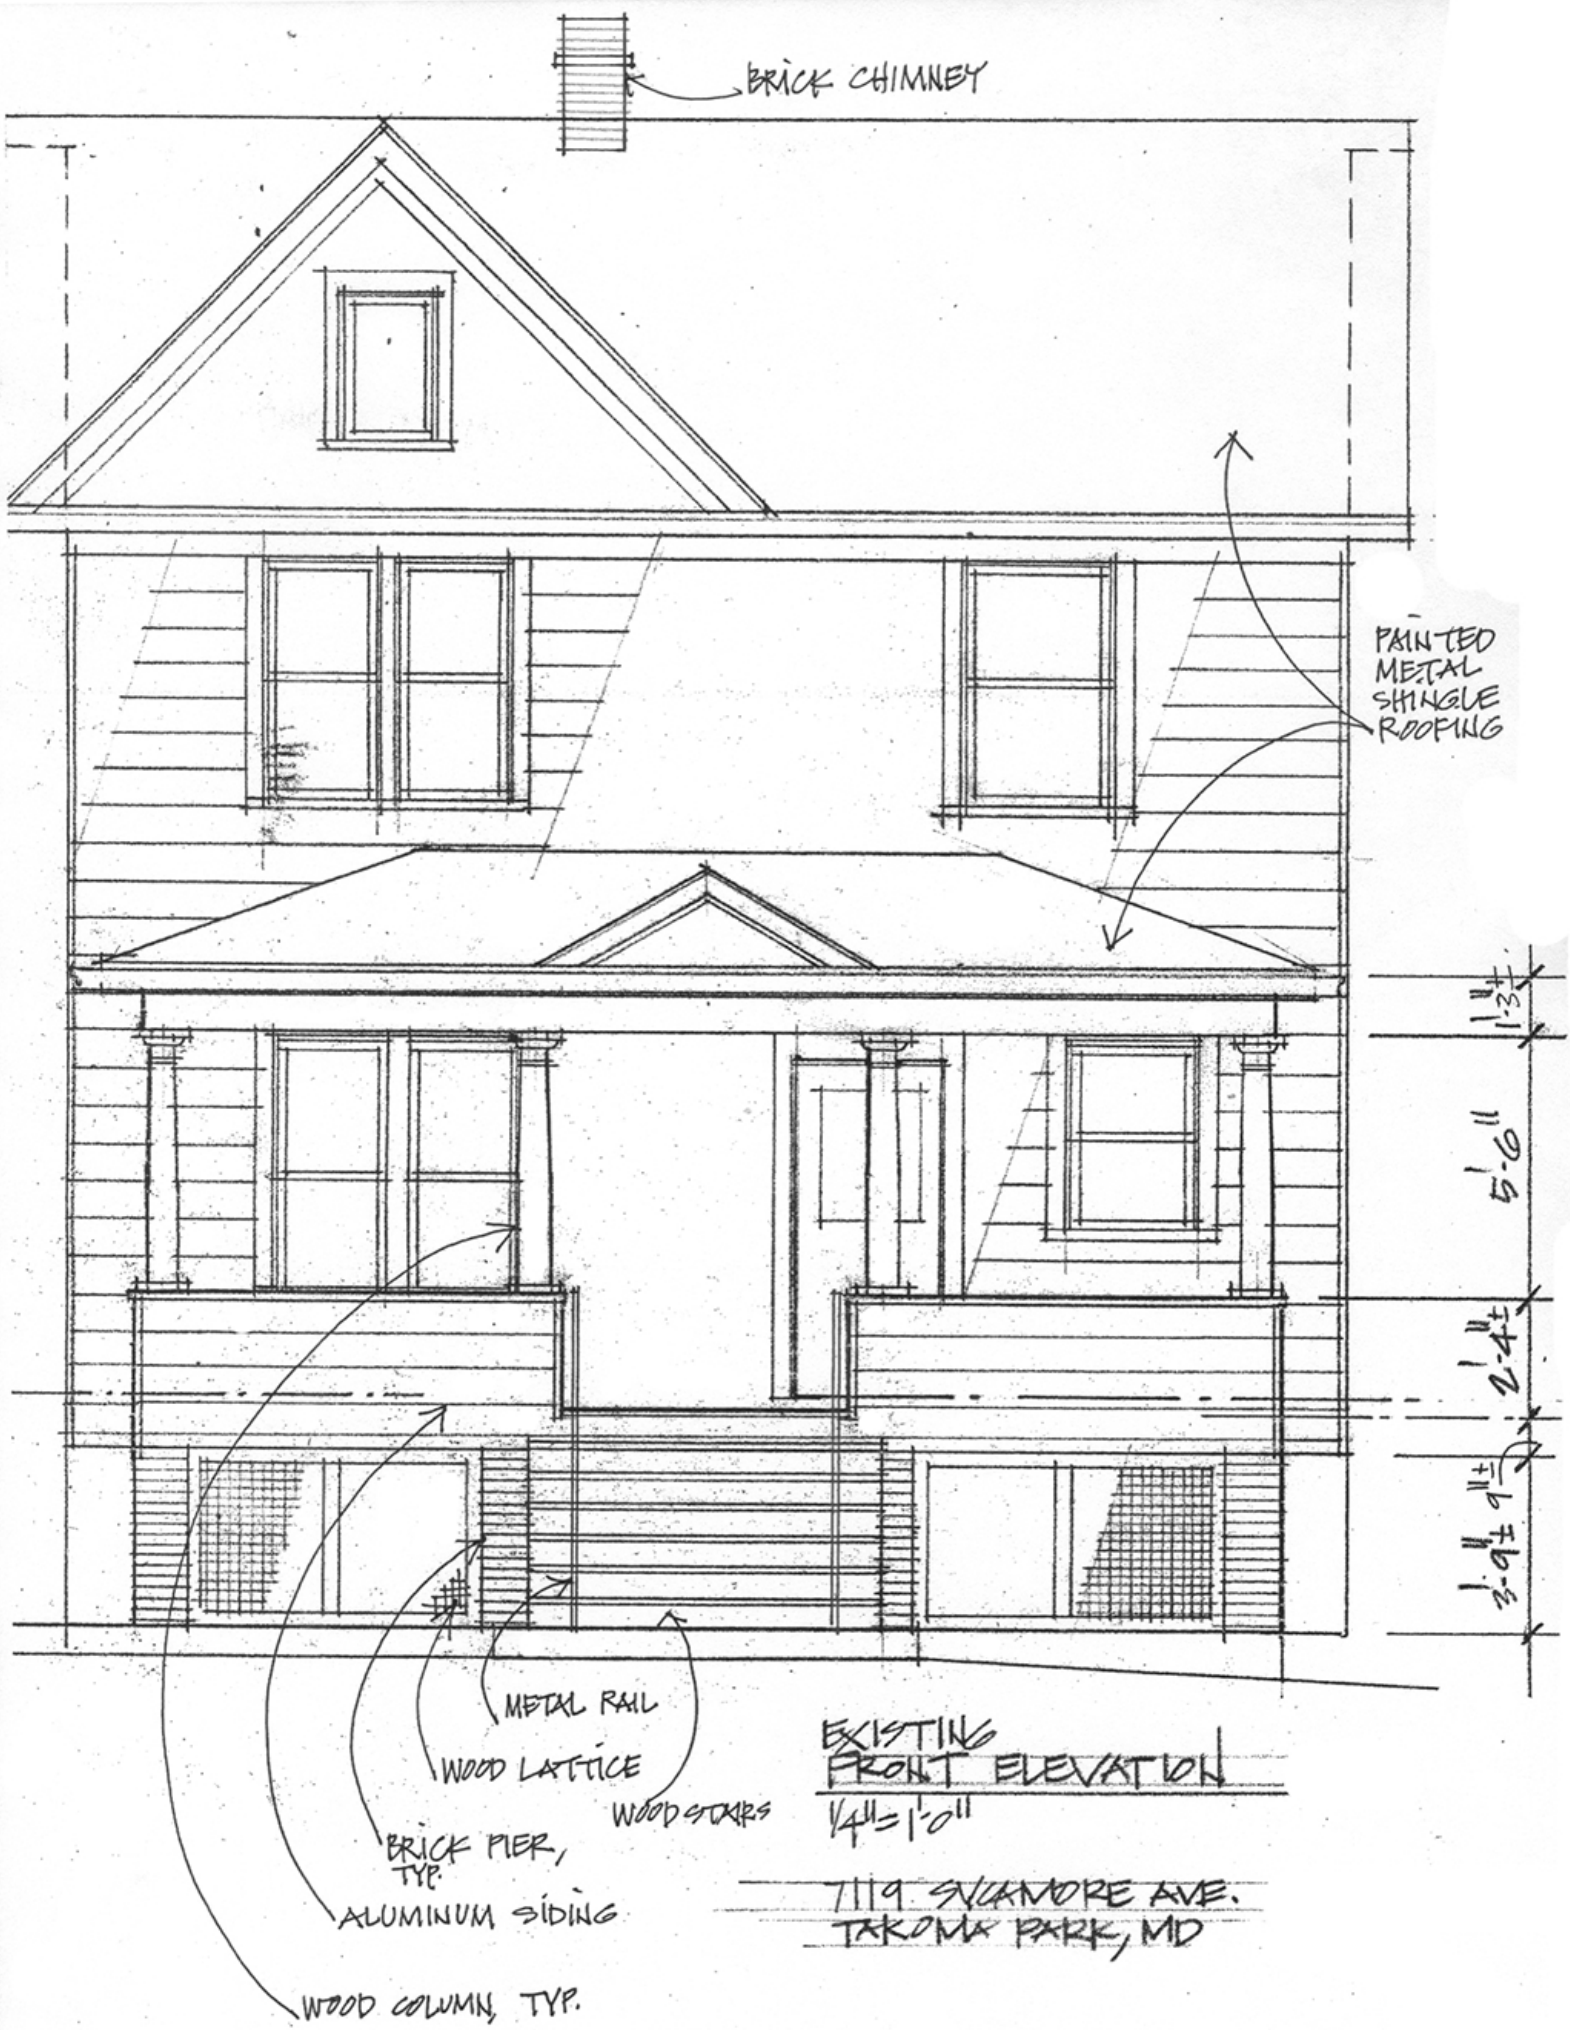 BRICK CHIMNEY
PAINTED
METAL
SHINGLE
ROOFING
1'-3"±
5'-6"
2'-4"±
9"±
3'-9"±
METAL RAIL
WOOD LATTICE
WOOD STAIRS
BRICK PIER,
TYP.
ALUMINUM SIDING
WOOD COLUMN, TYP.
EXISTING
FRONT ELEVATION
1/4"=1'-0"
7119 SYCAMORE AVE.
TAKOMA PARK, MD